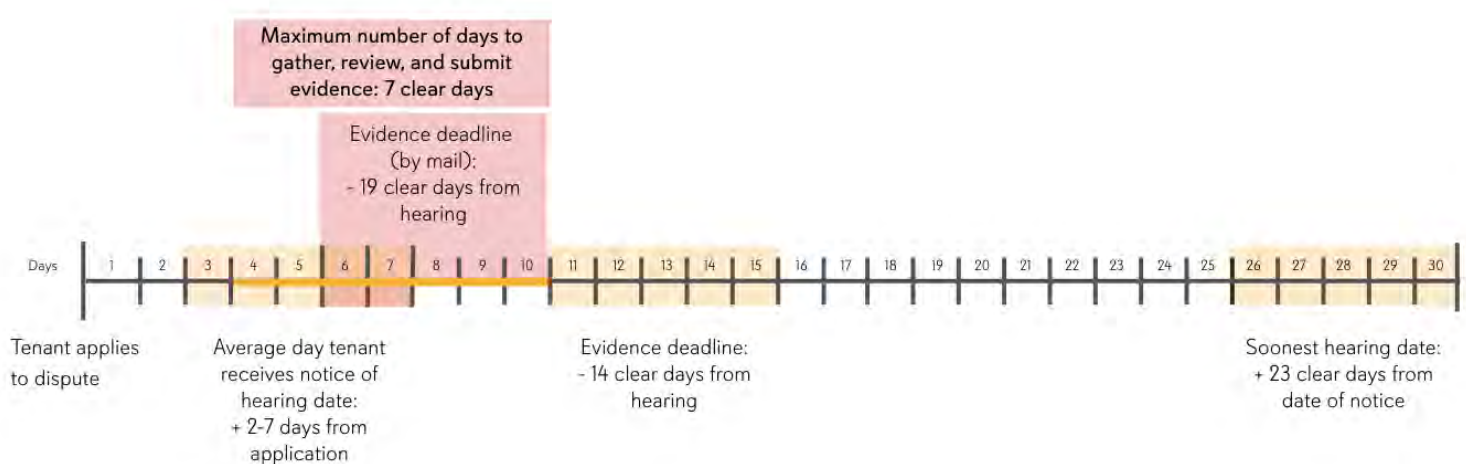 Maximum number of days to
gather, review, and submit
evidence: 7 clear days
Evidence deadline
(by mail):
- 19 clear days from
hearing
Days 1 2 3 4 5 6 7 8 9 10 11 12 13 14 15 16 17 18 19 20 21 22 23 24 25 26 27 28 29 30
Tenant applies
to dispute
Average day tenant
receives notice of
hearing date:
+ 2-7 days from
application
Evidence deadline:
- 14 clear days from
hearing
Soonest hearing date:
+ 23 clear days from
date of notice